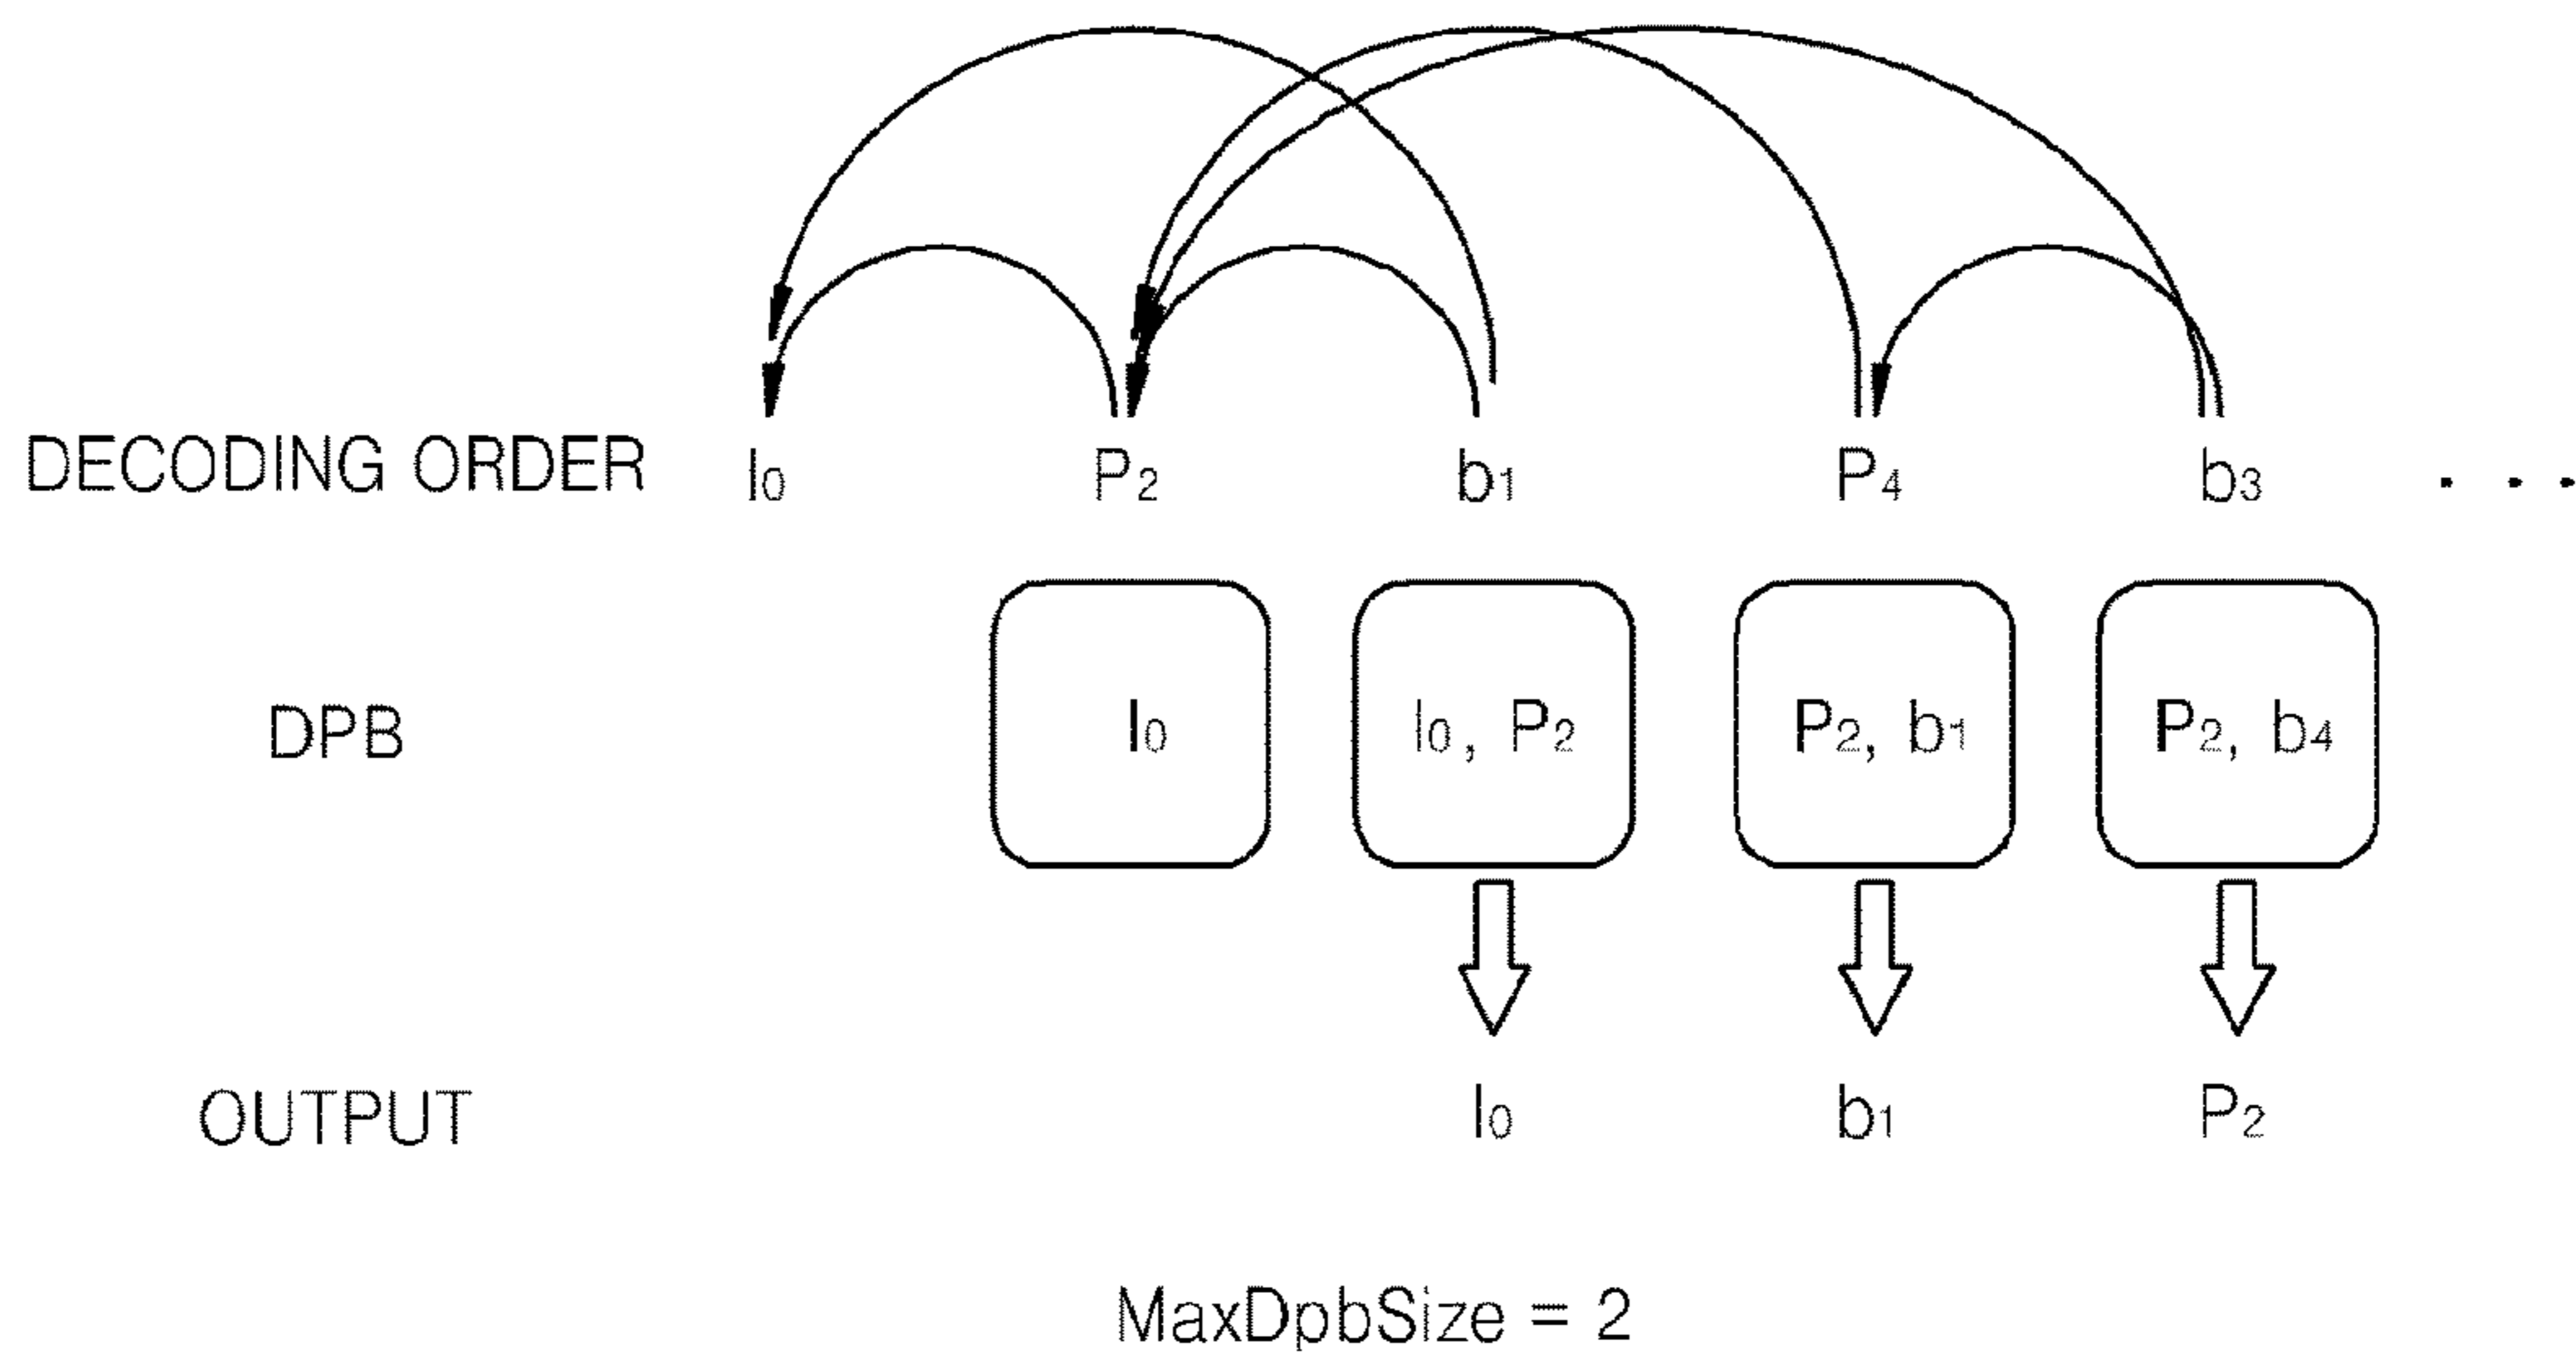 DECODING ORDER I0 P2 b1 P4 b3 . . .
DPB I0 I0, P2 P2, b1 P2, b4
OUTPUT I0 b1 P2
MaxDpbSize = 2